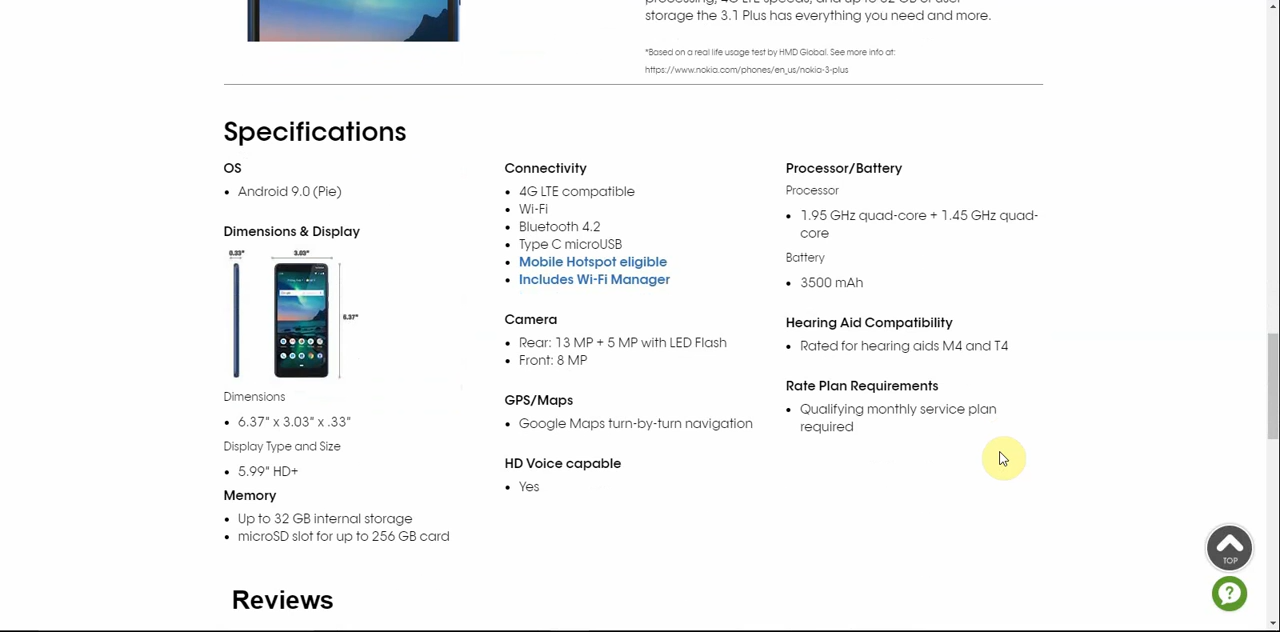 storage the 3.1 Plus has everything you need and more.
*Based on a real life usage test by HMD Global. See more info at:
https://www.nokia.com/phones/en_us/nokia-3-plus
Specifications
OS
• Android 9.0 (Pie)
Dimensions & Display
0.33"
3.03"
6.37"
Dimensions
• 6.37" x 3.03" x .33"
Display Type and Size
• 5.99" HD+
Memory
• Up to 32 GB internal storage
• microSD slot for up to 256 GB card
Connectivity
• 4G LTE compatible
• Wi-Fi
• Bluetooth 4.2
• Type C microUSB
• Mobile Hotspot eligible
• Includes Wi-Fi Manager
Camera
• Rear: 13 MP + 5 MP with LED Flash
• Front: 8 MP
GPS/Maps
• Google Maps turn-by-turn navigation
HD Voice capable
• Yes
Processor/Battery
Processor
• 1.95 GHz quad-core + 1.45 GHz quad-
core
Battery
• 3500 mAh
Hearing Aid Compatibility
• Rated for hearing aids M4 and T4
Rate Plan Requirements
• Qualifying monthly service plan
required
TOP
?
Reviews